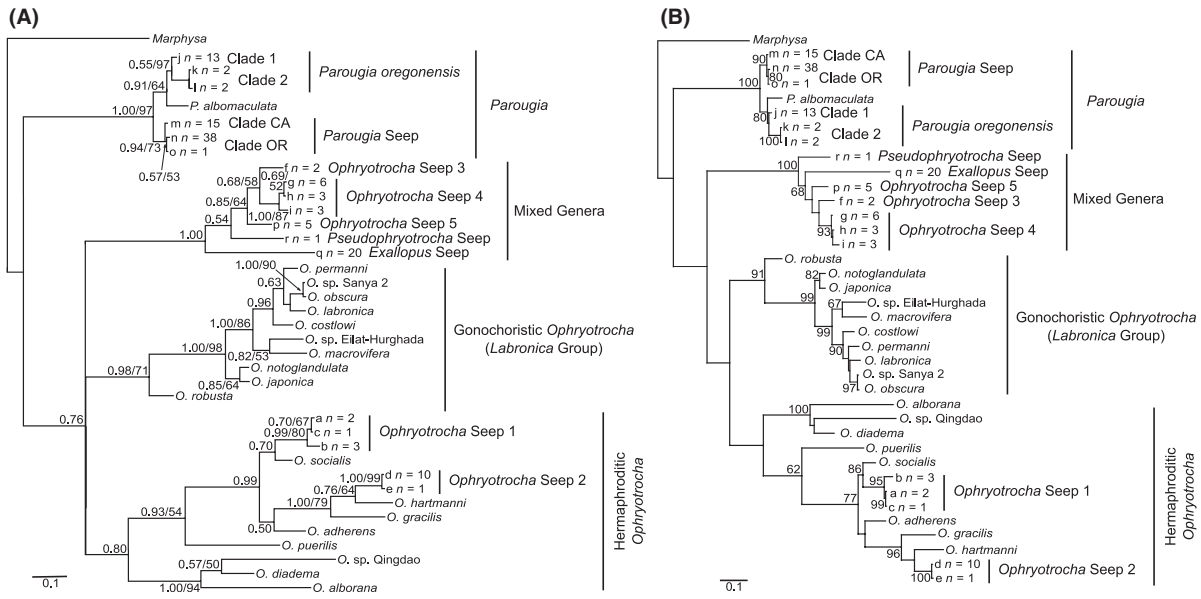 (A)
Marphysa
0.55/97
j n = 13 Clade 1
k n = 2
l n = 2
Clade 2
Parougia oregonensis
0.91/64
P. albomaculata
1.00/97
m n = 15 Clade CA
n n = 38
o n = 1
Clade OR
Parougia Seep
0.94/73
0.57/53
Parougia
0.69/
52
f n = 2 Ophryotrocha Seep 3
0.68/58
g n = 6
h n = 3
i n = 3
Ophryotrocha Seep 4
0.85/64
1.00/87
p n = 5 Ophryotrocha Seep 5
0.54
r n = 1 Pseudophryotrocha Seep
1.00
q n = 20 Exallopus Seep
Mixed Genera
1.00/90
O. permanni
0.63
O. sp. Sanya 2
O. obscura
O. labronica
0.96
O. costlowi
1.00/86
O. sp. Eilat-Hurghada
0.82/53
O. macrovifera
1.00/98
O. notoglandulata
0.85/64
O. japonica
0.98/71
O. robusta
Gonochoristic Ophryotrocha
(Labronica Group)
0.76
0.70/67
a n = 2
0.99/80
c n = 1
b n = 3
Ophryotrocha Seep 1
0.70
O. socialis
0.99
1.00/99
d n = 10
e n = 1
Ophryotrocha Seep 2
0.76/64
O. hartmanni
1.00/79
O. gracilis
0.50
O. adherens
0.93/54
O. puerilis
0.80
0.57/50
O. sp. Qingdao
O. diadema
1.00/94
O. alborana
Hermaphroditic
Ophryotrocha
0.1
(B)
Marphysa
90
m n = 15 Clade CA
n n = 38
80
o n = 1
Clade OR
Parougia Seep
100
P. albomaculata
80
j n = 13 Clade 1
k n = 2
100
l n = 2
Clade 2
Parougia oregonensis
Parougia
100
r n = 1 Pseudophryotrocha Seep
q n = 20 Exallopus Seep
68
p n = 5 Ophryotrocha Seep 5
f n = 2 Ophryotrocha Seep 3
g n = 6
93
h n = 3
i n = 3
Ophryotrocha Seep 4
Mixed Genera
O. robusta
91
82
O. notoglandulata
O. japonica
99
67
O. sp. Eilat-Hurghada
O. macrovifera
99
O. costlowi
90
O. permanni
O. labronica
O. sp. Sanya 2
97
O. obscura
Gonochoristic Ophryotrocha
(Labronica Group)
O. alborana
100
O. sp. Qingdao
O. diadema
O. puerilis
62
86
O. socialis
95
b n = 3
99
a n = 2
c n = 1
Ophryotrocha Seep 1
77
O. adherens
O. gracilis
96
O. hartmanni
d n = 10
100
e n = 1
Ophryotrocha Seep 2
Hermaphroditic
Ophryotrocha
0.1